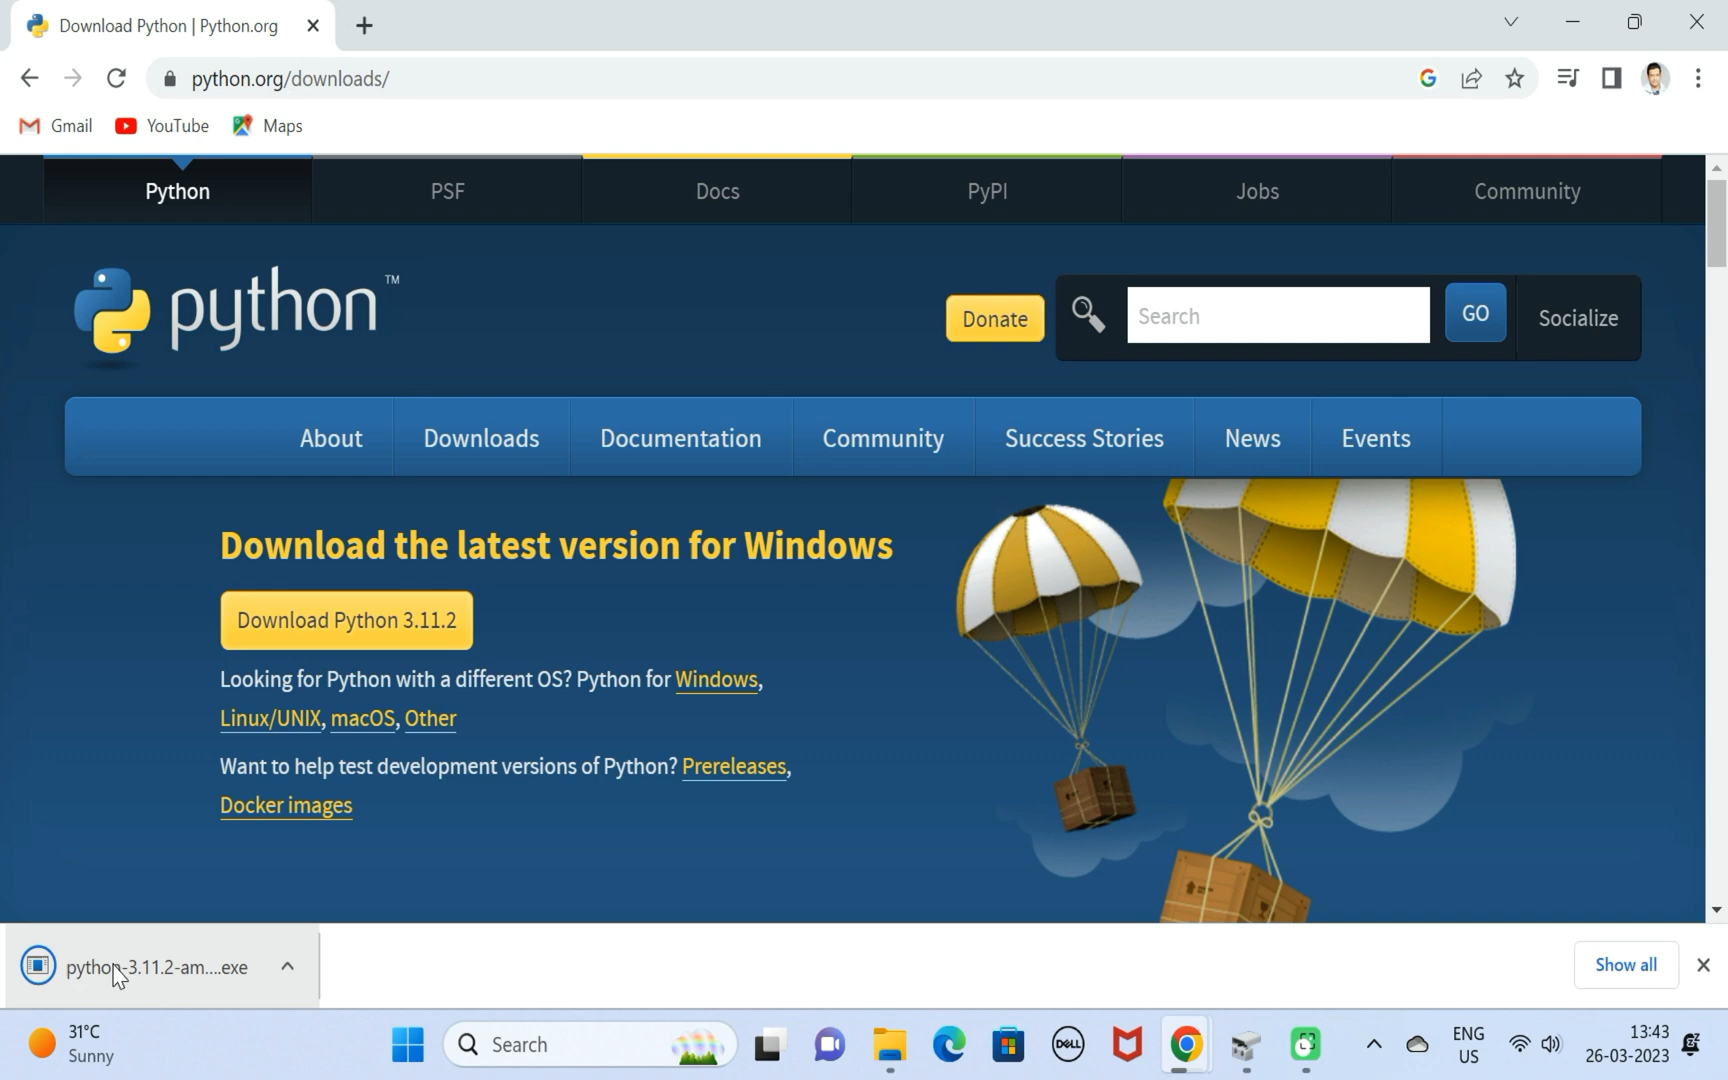 Download Python | Python.org
python.org/downloads/
Gmail YouTube Maps
Python PSF Docs PyPI Jobs Community
python TM
Donate Search GO Socialize
About Downloads Documentation Community Success Stories News Events
Download the latest version for Windows
Download Python 3.11.2
Looking for Python with a different OS? Python for Windows,
Linux/UNIX, macOS, Other
Want to help test development versions of Python? Prereleases,
Docker images
python-3.11.2-am....exe
Show all
31°C
Sunny
Search
DELL
ENG
US
13:43
26-03-2023